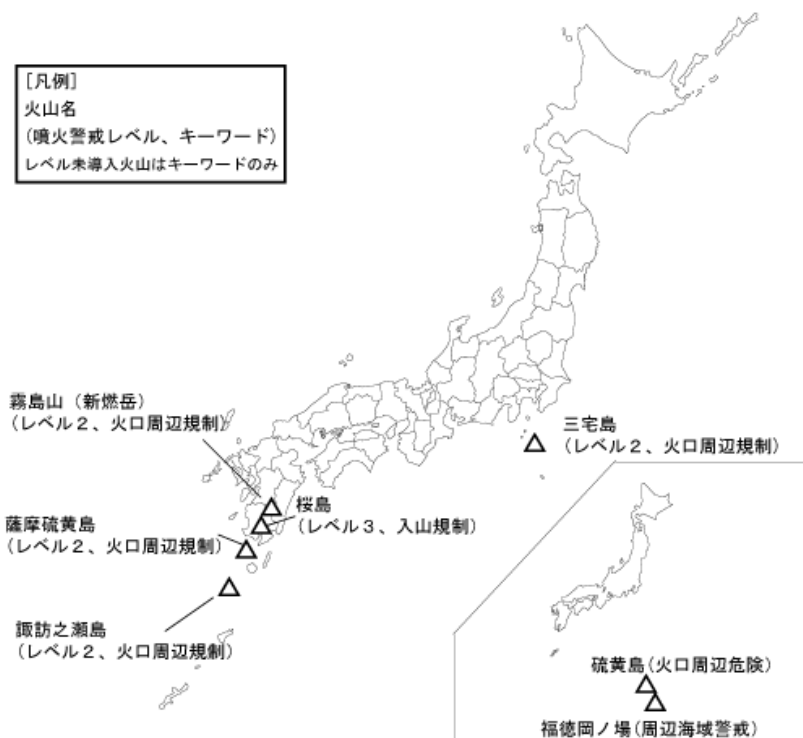 [凡例]
火山名
(噴火警戒レベル、キーワード)
レベル未導入火山はキーワードのみ
霧島山（新燃岳）
(レベル２、火口周辺規制)
三宅島
(レベル２、火口周辺規制)
桜島
(レベル３、入山規制)
薩摩硫黄島
(レベル２、火口周辺規制)
諏訪之瀬島
(レベル２、火口周辺規制)
硫黄島(火口周辺危険)
福徳岡ノ場(周辺海域警戒)